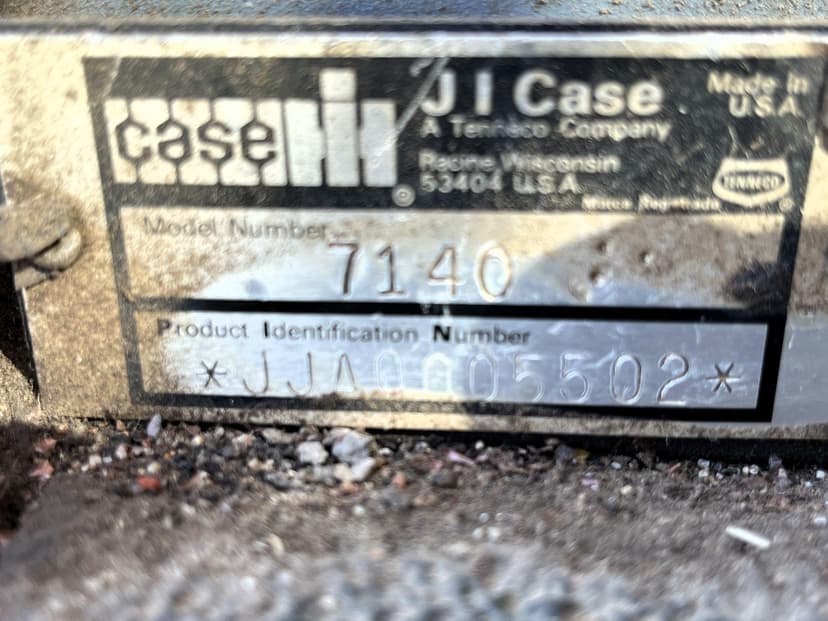 case IH ®
J I Case
A Tenneco Company
Racine, Wisconsin
53404 U.S.A.
Made in
U.S.A.
TENNECO ®
Marca Registrada
Model Number
7140
Product Identification Number
*JJA0005502*